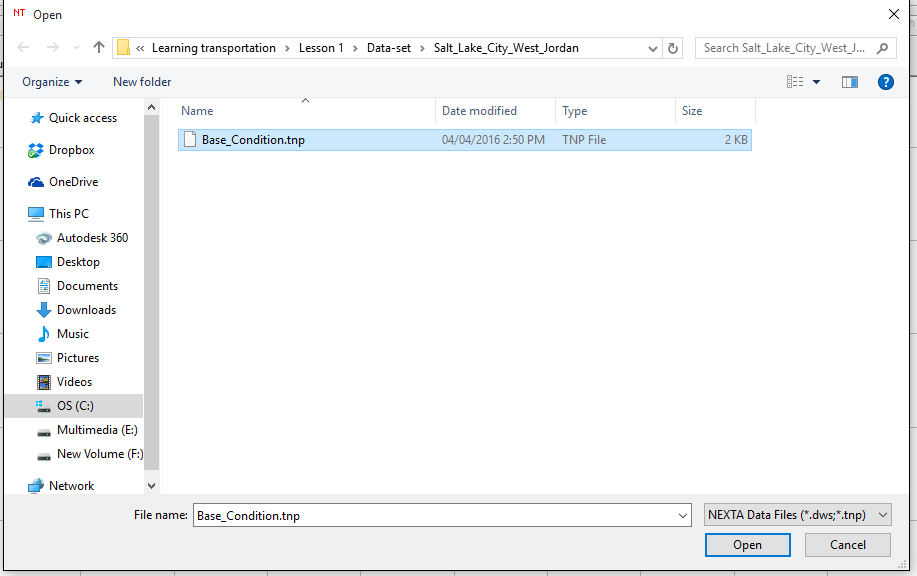 NT Open
« Learning transportation > Lesson 1 > Data-set > Salt_Lake_City_West_Jordan
Search Salt_Lake_City_West_J...
Organize
New folder
?
Name
Date modified
Type
Size
Quick access
Dropbox
OneDrive
This PC
Autodesk 360
Desktop
Documents
Downloads
Music
Pictures
Videos
OS (C:)
Multimedia (E:)
New Volume (F:)
Network
Base_Condition.tnp 04/04/2016 2:50 PM TNP File 2 KB
File name: Base_Condition.tnp
NEXTA Data Files (*.dws;*.tnp)
Open
Cancel